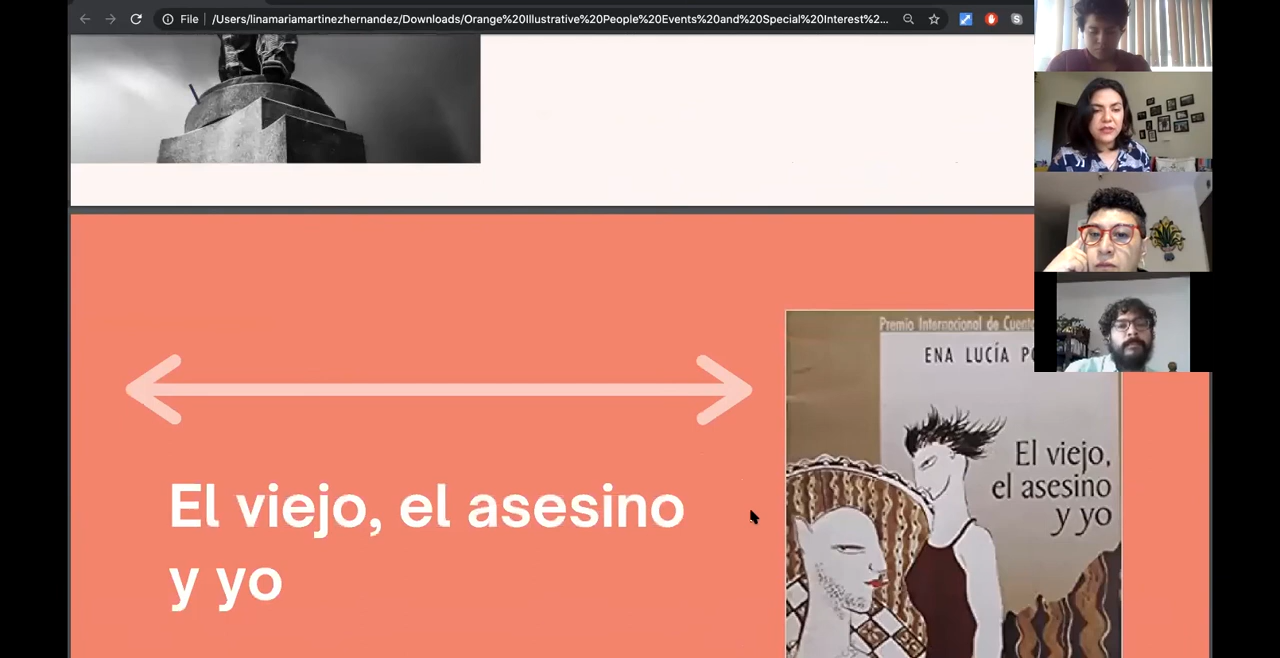 File
/Users/linamariamartinezhernandez/Downloads/Orange%20Illustrative%20People%20Events%20and%20Special%20Interest%2...
El viejo, el asesino
y yo
Premio Internacional de
ENA LUCÍA
El viejo,
el asesino
y yo